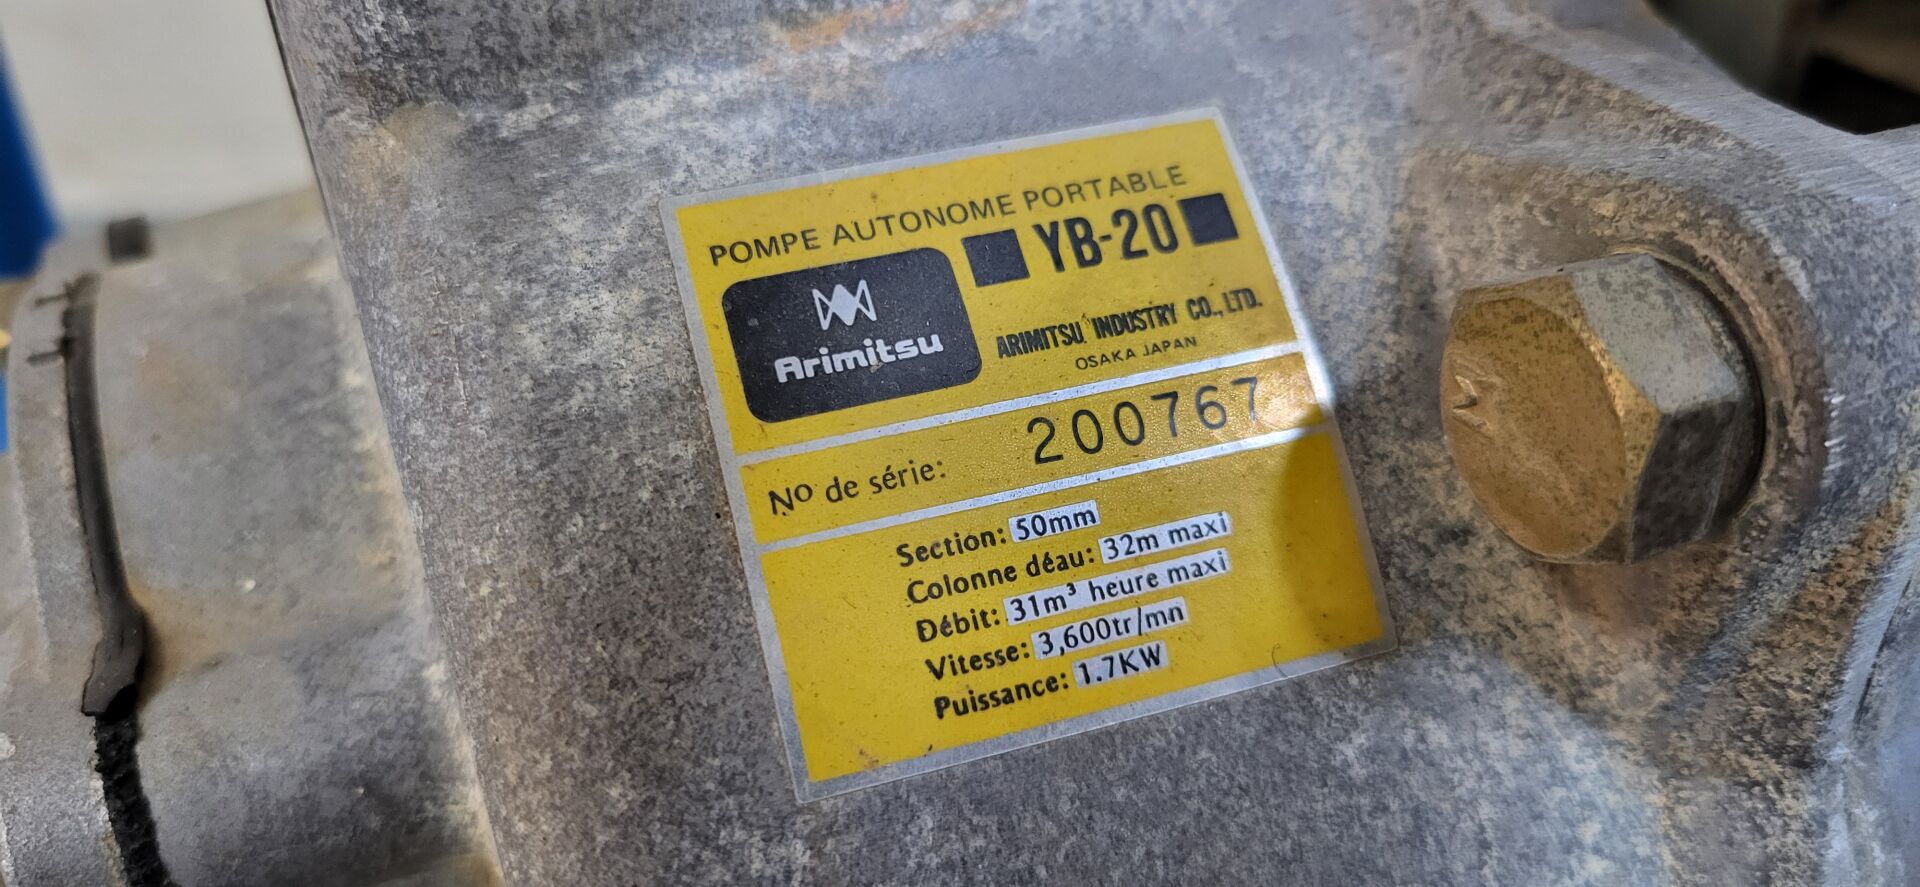 POMPE AUTONOME PORTABLE
YB-20
Arimitsu
ARIMITSU INDUSTRY CO., LTD.
OSAKA JAPAN
No de série: 200767
Section: 50mm
Colonne déau: 32m maxi
Débit: 31m³ heure maxi
Vitesse: 3,600tr/mn
Puissance: 1.7KW